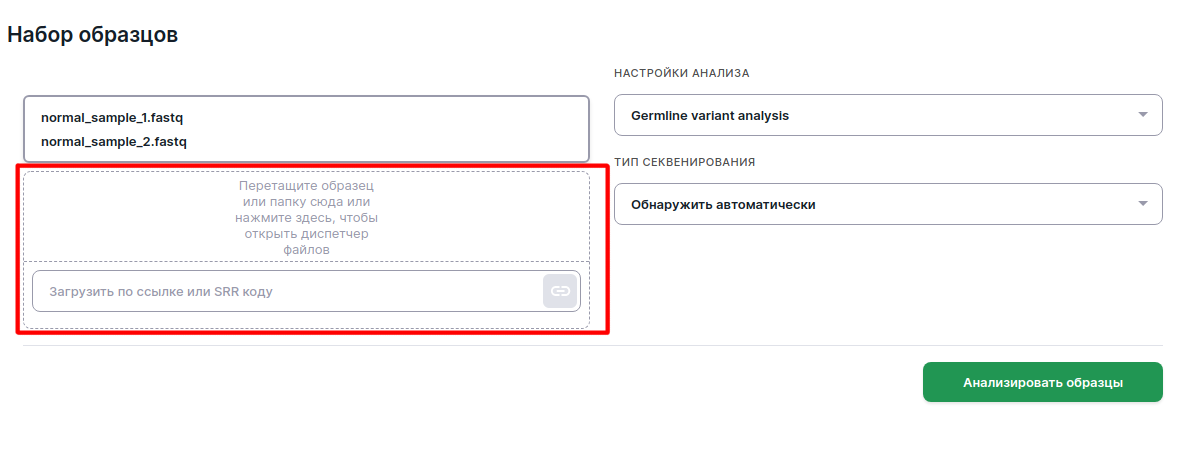 Набор образцов
normal_sample_1.fastq
normal_sample_2.fastq
Перетащите образец
или папку сюда или
нажмите здесь, чтобы
открыть диспетчер
файлов
Загрузить по ссылке или SRR коду
НАСТРОЙКИ АНАЛИЗА
Germline variant analysis
ТИП СЕКВЕНИРОВАНИЯ
Обнаружить автоматически
Анализировать образцы